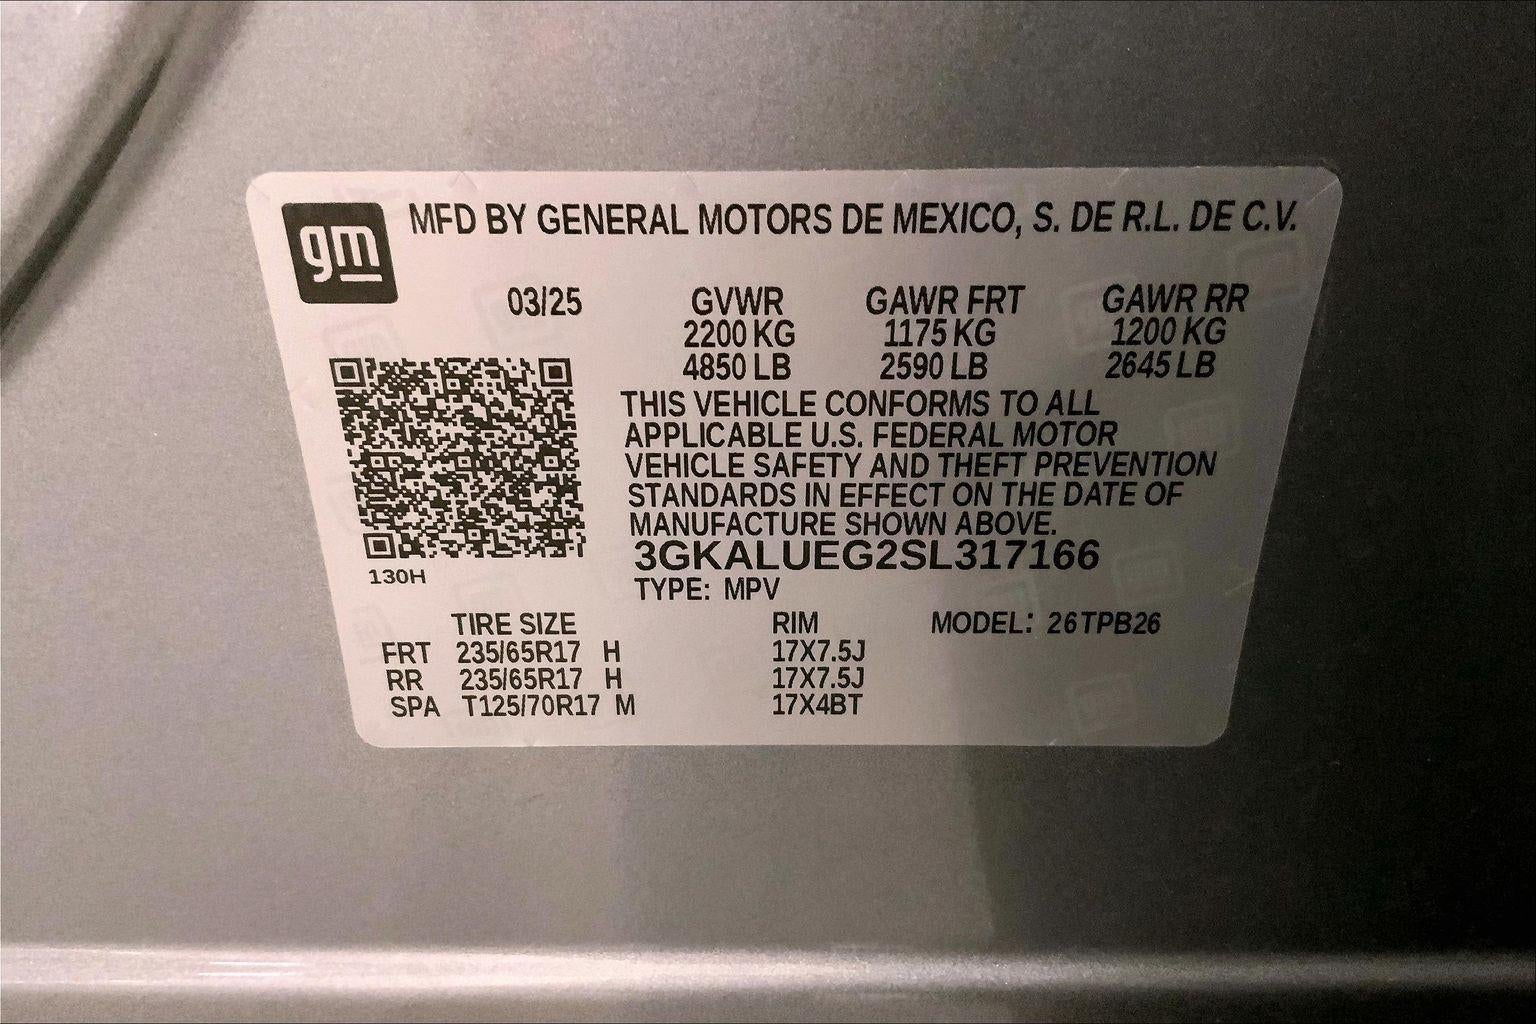 gm
MFD BY GENERAL MOTORS DE MEXICO, S. DE R.L. DE C.V.
03/25 GVWR GAWR FRT GAWR RR
2200 KG 1175 KG 1200 KG
4850 LB 2590 LB 2645 LB
THIS VEHICLE CONFORMS TO ALL
APPLICABLE U.S. FEDERAL MOTOR
VEHICLE SAFETY AND THEFT PREVENTION
STANDARDS IN EFFECT ON THE DATE OF
MANUFACTURE SHOWN ABOVE.
3GKALUEG2SL317166
130H
TYPE: MPV
TIRE SIZE RIM MODEL: 26TPB26
FRT 235/65R17 H 17X7.5J
RR 235/65R17 H 17X7.5J
SPA T125/70R17 M 17X4BT